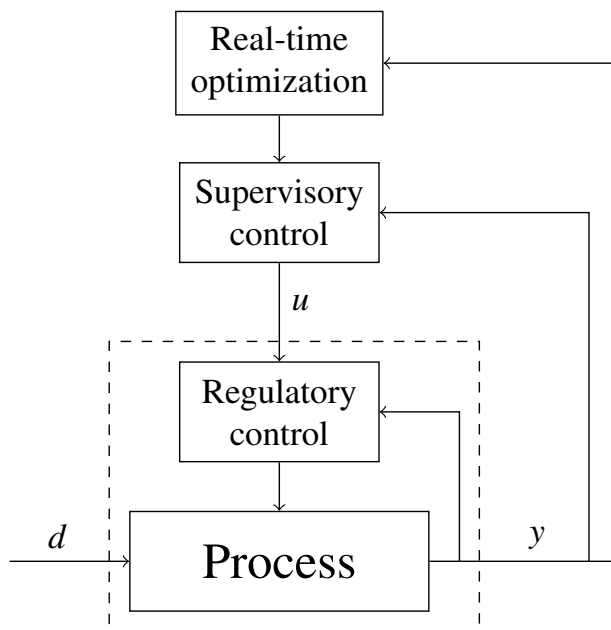 Real-time
optimization
Supervisory
control
u
Regulatory
control
d
Process
y